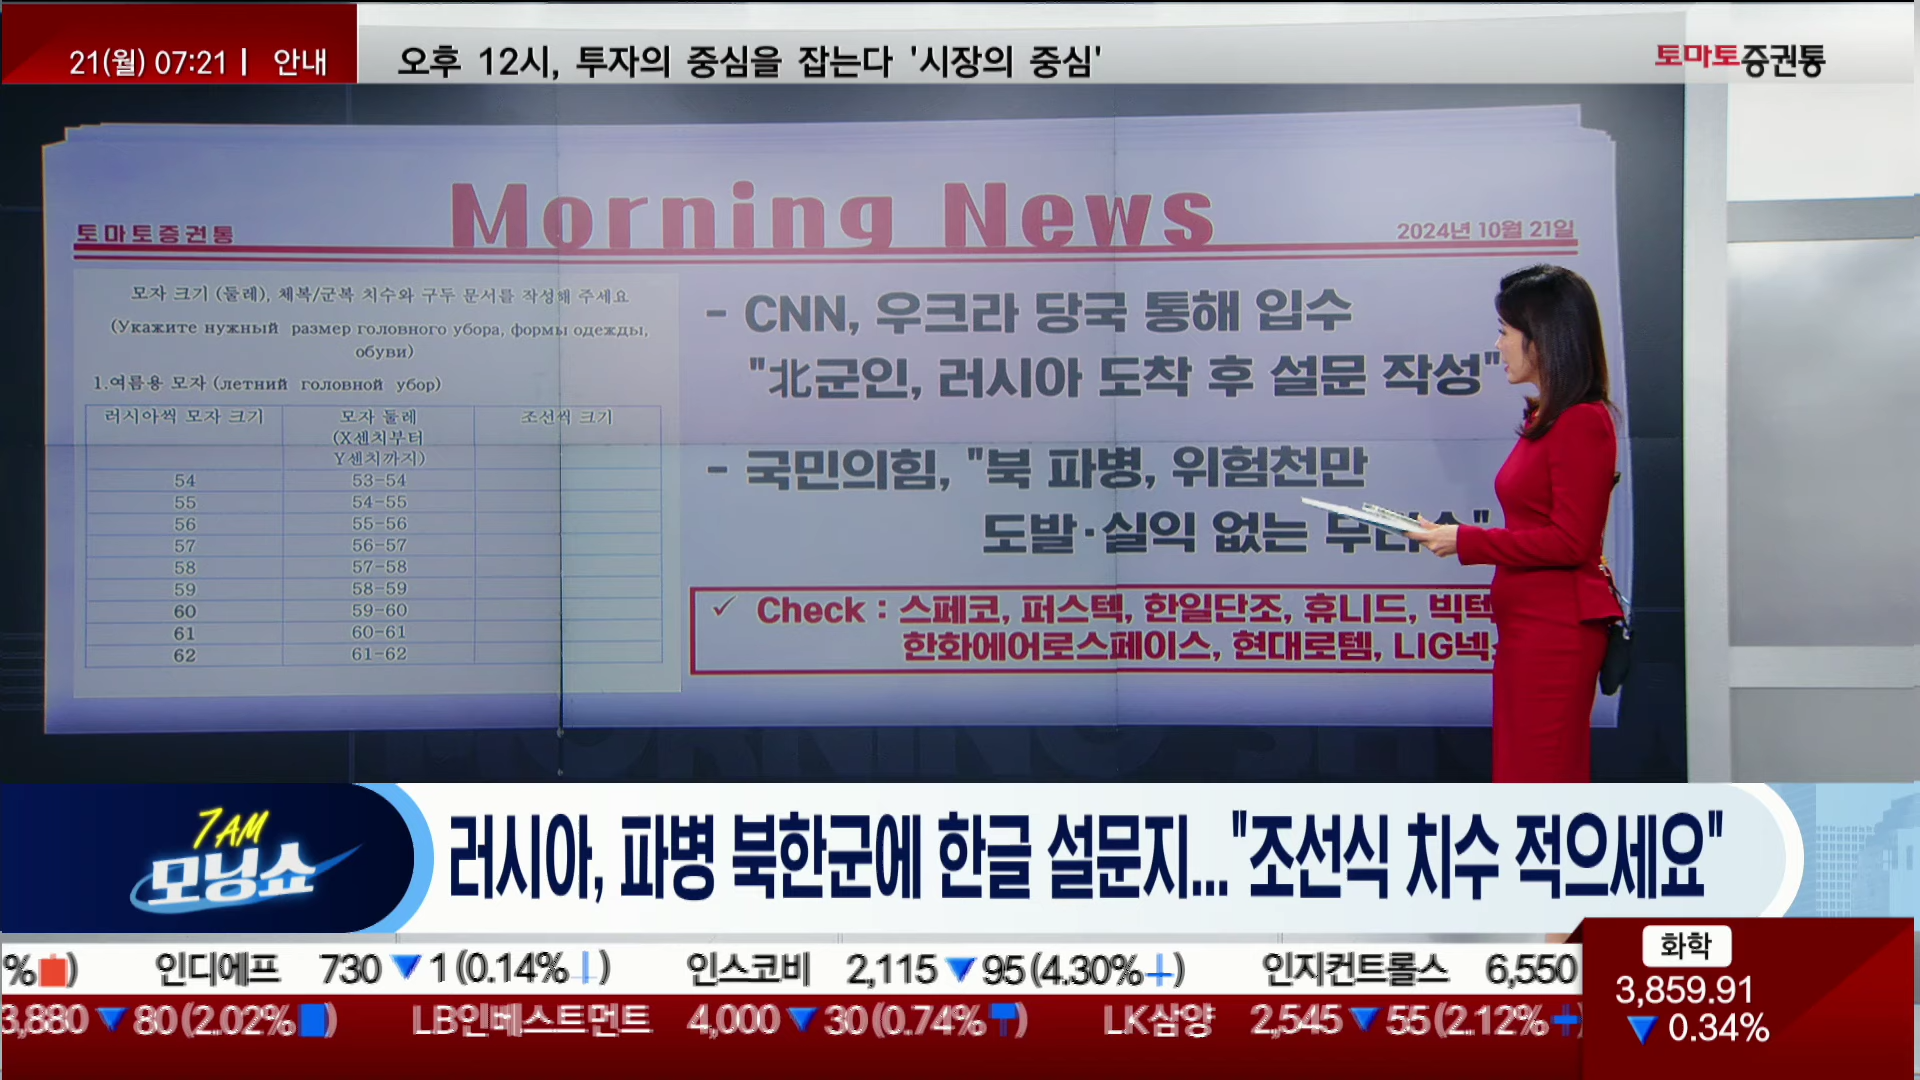 21(월) 07:21 | 안내
오후 12시, 투자의 중심을 잡는다 '시장의 중심'
토마토증권통
Morning News
토마토증권통
2024년 10월 21일
모자 크기 (둘레), 체복/군복 치수와 구두 문서를 작성해 주세요
(Укажите нужный размер головного убора, формы одежды,
обуви)
1.여름용 모자 (летний головной убор)
러시아씩 모자 크기 모자 둘레 조선씩 크기
(X센치부터
Y센치까지)
54 53-54
55 54-55
56 55-56
57 56-57
58 57-58
59 58-59
60 59-60
61 60-61
62 61-62
- CNN, 우크라 당국 통해 입수
"北군인, 러시아 도착 후 설문 작성"
- 국민의힘, "북 파병, 위험천만
도발·실익 없는
✓ Check : 스페코, 퍼스텍, 한일단조, 휴니드,
한화에어로스페이스, 현대로템,
7AM
모닝쇼
러시아, 파병 북한군에 한글 설문지... "조선식 치수 적으세요"
%) 인디에프 730 ▼ 1 (0.14% ) 인스코비 2,115 ▼ 95 (4.30% ) 인지컨트롤스 6,550
3,880 ▼ 80 (2.02% ) LB인베스트먼트 4,000 ▼ 30 (0.74% ) LK삼양 2,545 ▼ 55 (2.12%
화학
3,859.91
▼ 0.34%